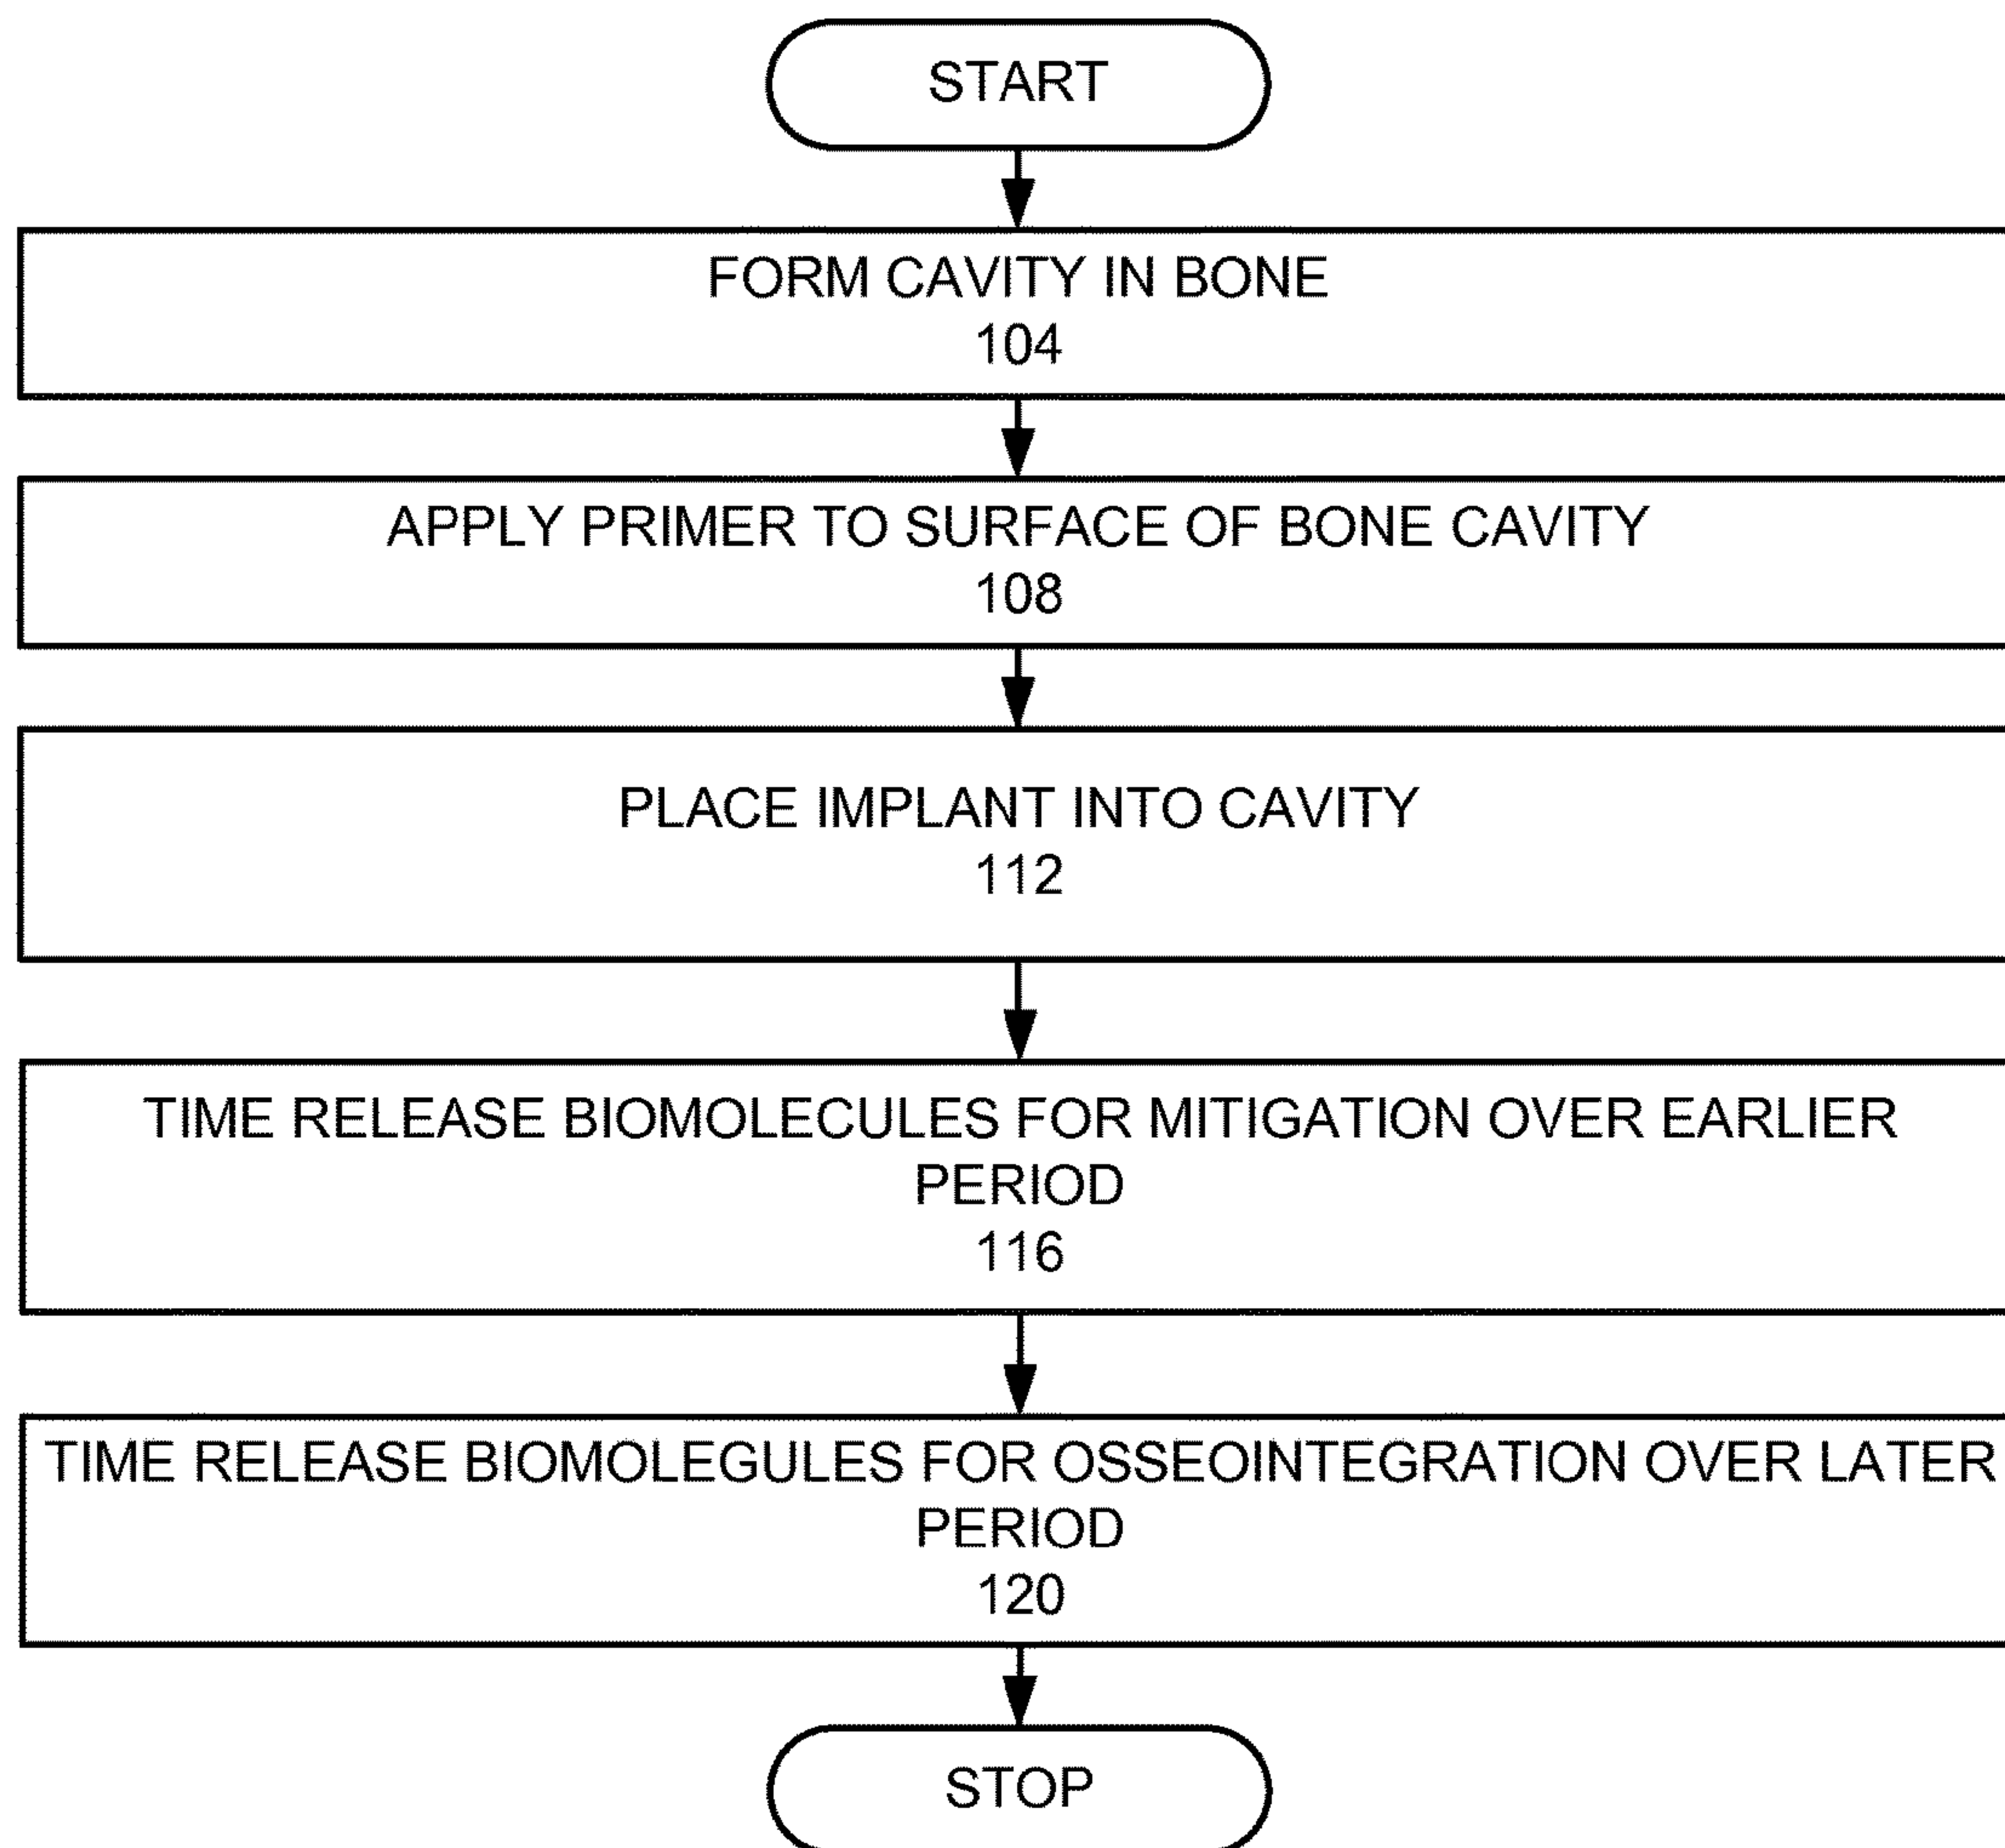 START
FORM CAVITY IN BONE
104
APPLY PRIMER TO SURFACE OF BONE CAVITY
108
PLACE IMPLANT INTO CAVITY
112
TIME RELEASE BIOMOLECULES FOR MITIGATION OVER EARLIER
PERIOD
116
TIME RELEASE BIOMOLEGULES FOR OSSEOINTEGRATION OVER LATER
PERIOD
120
STOP